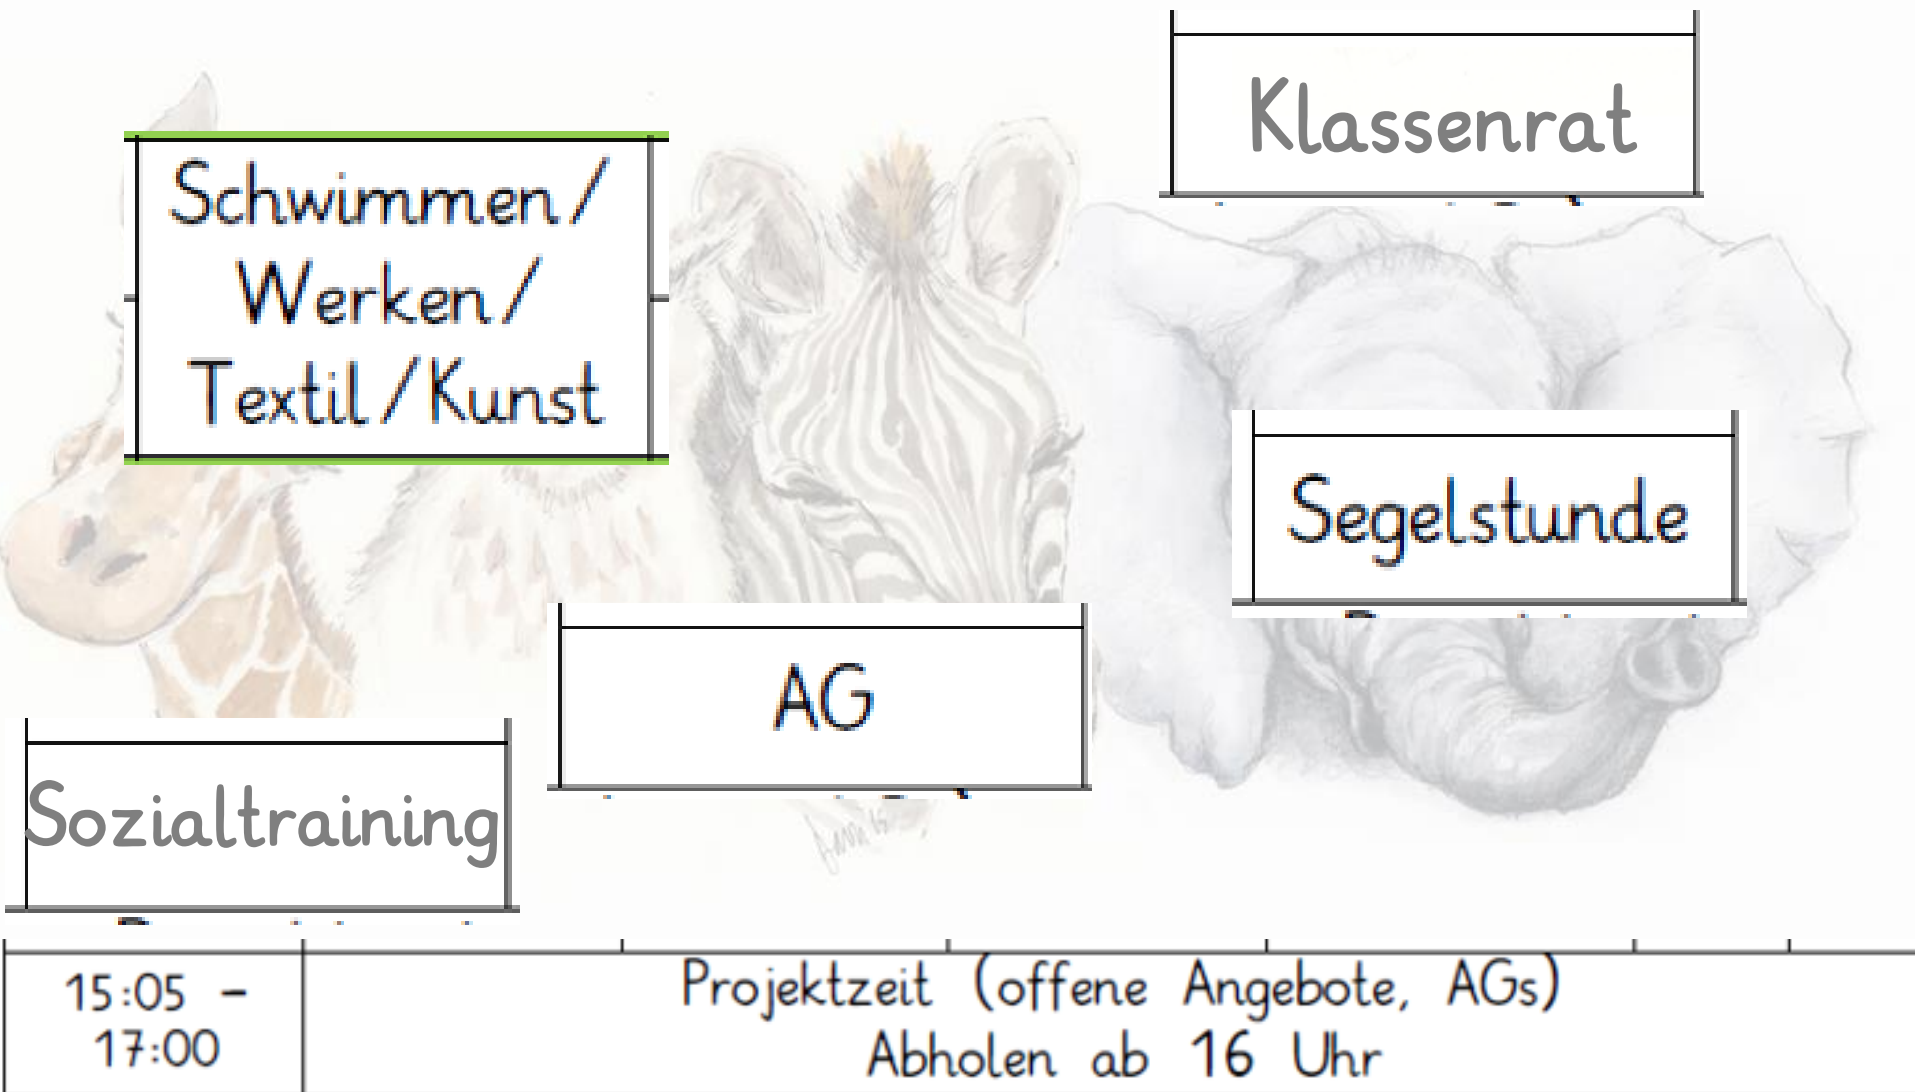 Klassenrat
Schwimmen/
Werken/
Textil/Kunst
Segelstunde
AG
Sozialtraining
15:05 -
17:00
Projektzeit (offene Angebote, AGs)
Abholen ab 16 Uhr